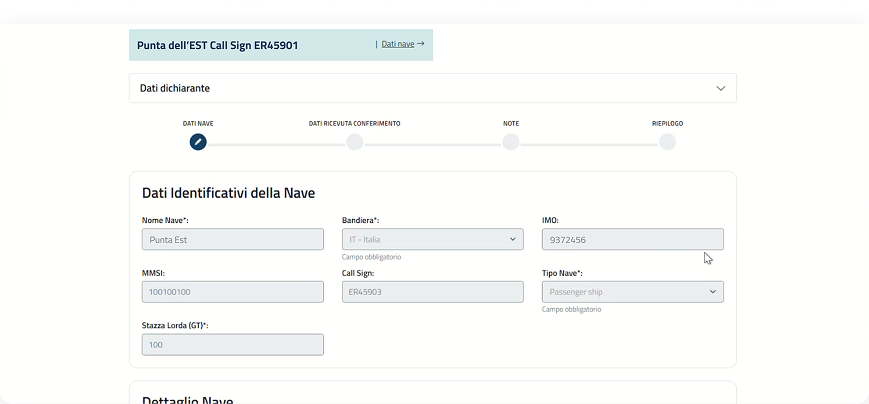 Punta dell'EST Call Sign ER45901 | Dati nave →
Dati dichiarante
DATI NAVE DATI RICEVUTA CONFERIMENTO NOTE RIEPILOGO
Dati Identificativi della Nave
Nome Nave*: Bandiera*: IMO:
Punta Est IT - Italia 9372456
Campo obbligatorio
MMSI: Call Sign: Tipo Nave*:
100100100 ER45903 Passenger ship
Campo obbligatorio
Stazza Lorda (GT)*:
100
Dettaglio Nave